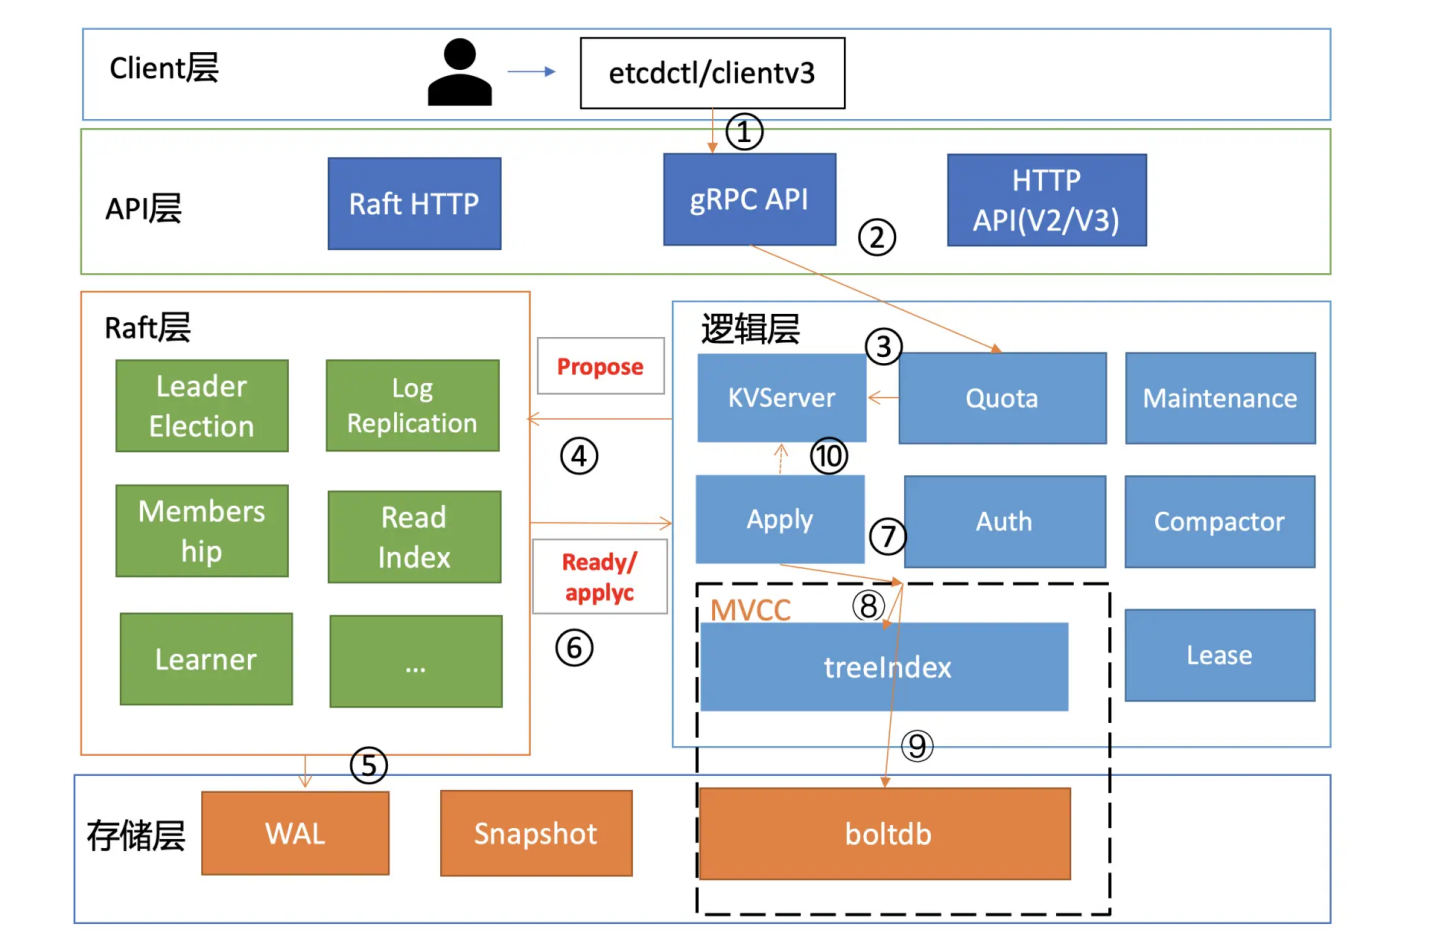 Client层
etcdctl/clientv3
①
API层
Raft HTTP
gRPC API
HTTP
API(V2/V3)
②
Raft层
Leader
Election
Log
Replication
Members
hip
Read
Index
Learner
...
Propose
④
Ready/
applyc
⑥
逻辑层
③
KVServer
Quota
Maintenance
⑩
Apply
⑦
Auth
Compactor
MVCC
⑧
treeIndex
Lease
⑨
⑤
存储层
WAL
Snapshot
boltdb